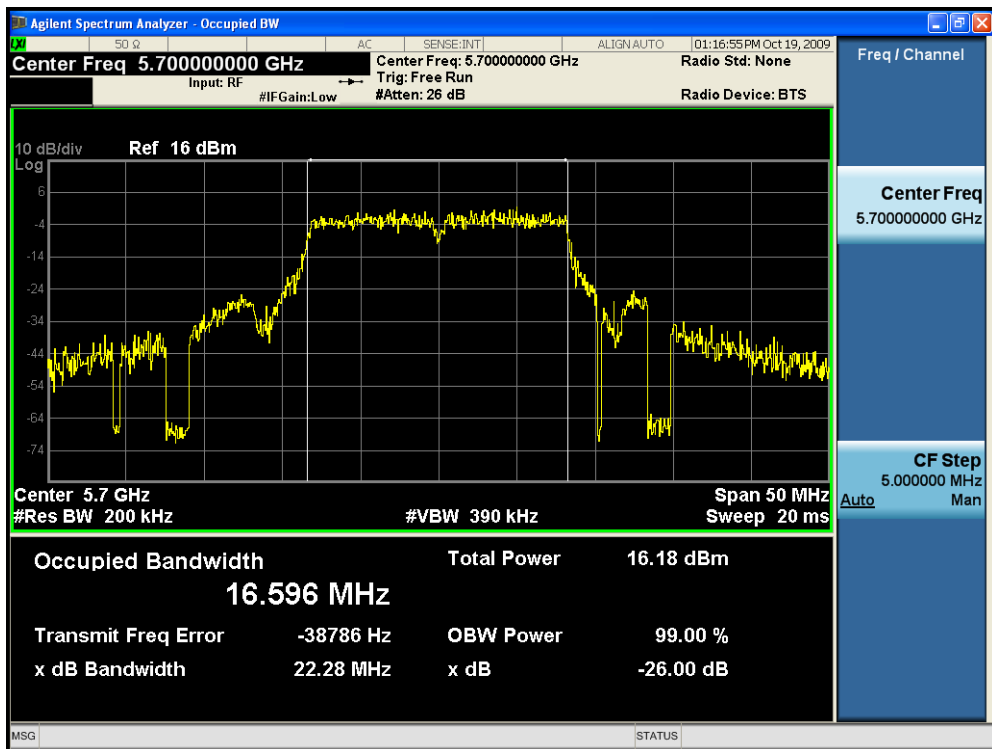 Agilent Spectrum Analyzer - Occupied BW
LXI 50 Ω AC SENSE:INT ALIGN AUTO 01:16:55 PM Oct 19, 2009
Center Freq 5.700000000 GHz Center Freq: 5.700000000 GHz Radio Std: None
Input: RF Trig: Free Run
#IFGain:Low #Atten: 26 dB Radio Device: BTS
Freq / Channel
10 dB/div Ref 16 dBm
Log
6
-4
-14
-24
-34
-44
-54
-64
-74
Center 5.7 GHz Span 50 MHz
#Res BW 200 kHz #VBW 390 kHz Sweep 20 ms
Center Freq
5.700000000 GHz
CF Step
5.000000 MHz
Auto Man
Occupied Bandwidth Total Power 16.18 dBm
16.596 MHz
Transmit Freq Error -38786 Hz OBW Power 99.00 %
x dB Bandwidth 22.28 MHz x dB -26.00 dB
MSG STATUS